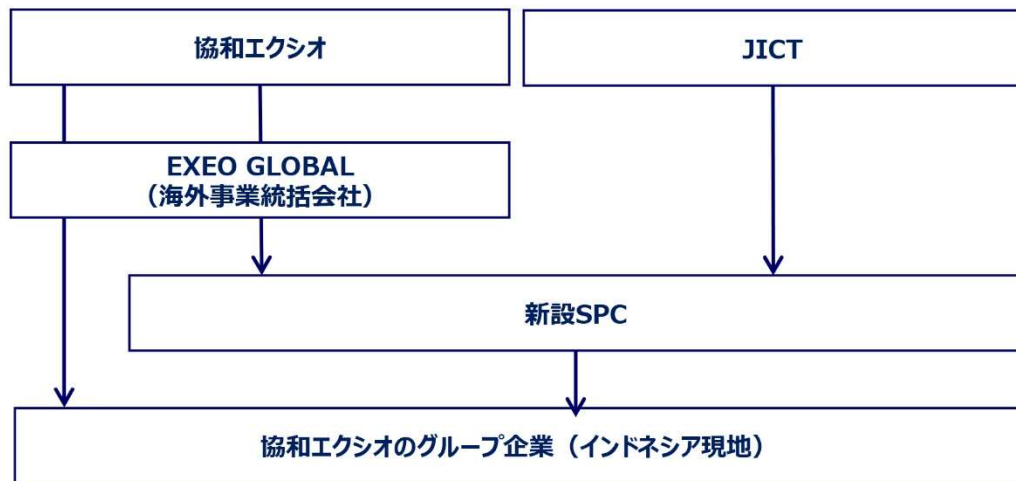 協和エクシオ
JICT
EXEO GLOBAL
（海外事業統括会社）
新設SPC
協和エクシオのグループ企業（インドネシア現地）